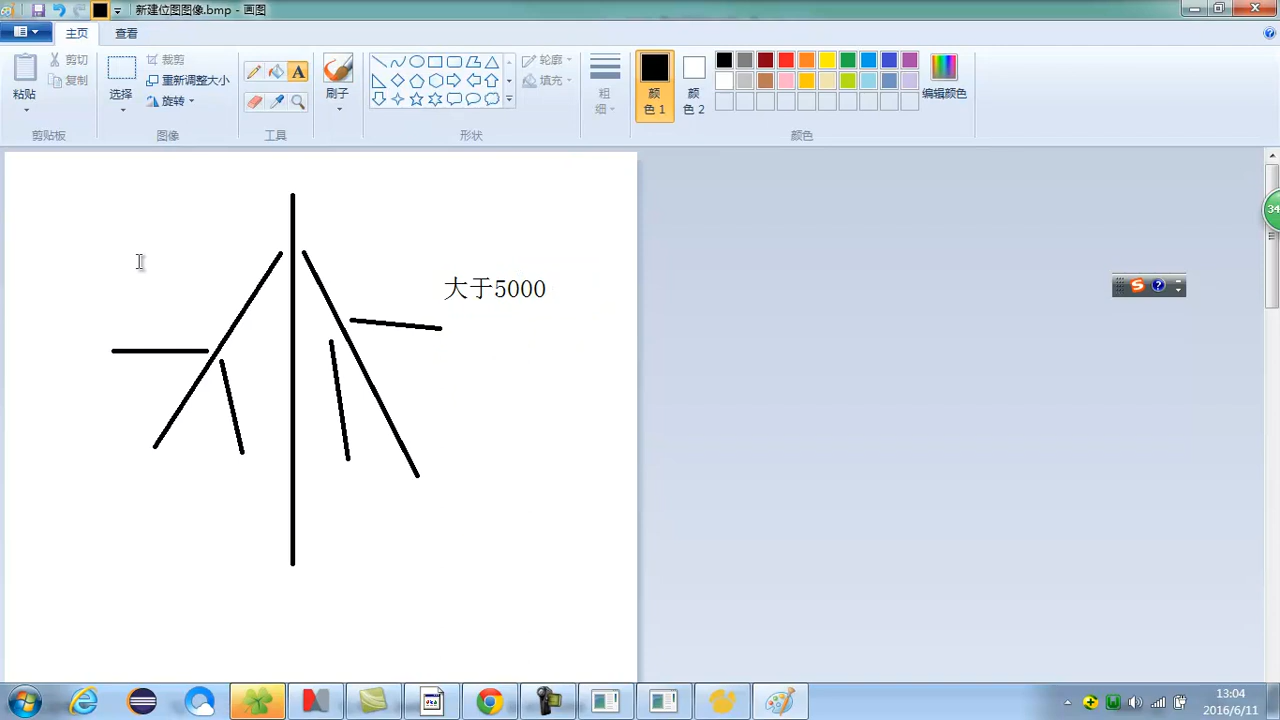 新建位图图像.bmp - 画图
主页
查看
粘贴
剪切
复制
剪贴板
选择
裁剪
重新调整大小
旋转
图像
A
工具
刷子
轮廓
填充
形状
粗
细
颜
色 1
颜
色 2
编辑颜色
颜色
大于5000
34
13:04
2016/6/11